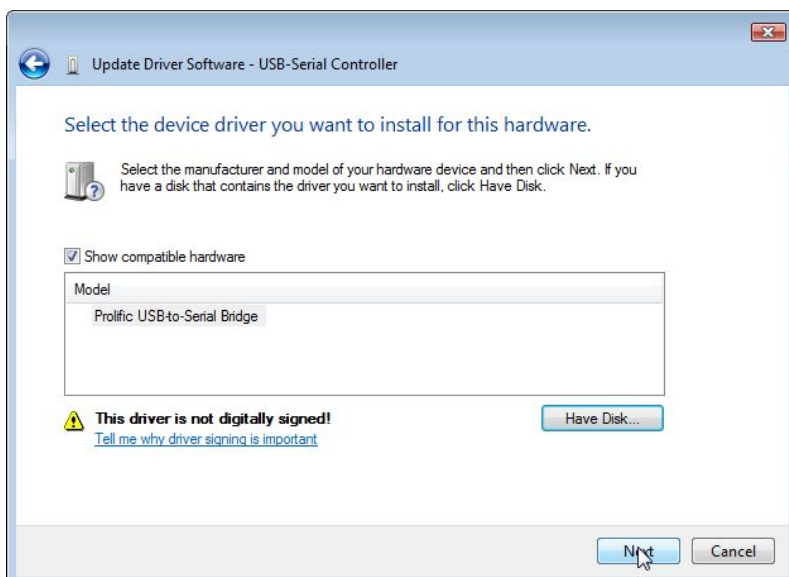 Update Driver Software - USB-Serial Controller
Select the device driver you want to install for this hardware.
Select the manufacturer and model of your hardware device and then click Next. If you
have a disk that contains the driver you want to install, click Have Disk.
Show compatible hardware
Model
Prolific USB-to-Serial Bridge
This driver is not digitally signed!
Have Disk...
Tell me why driver signing is important
Next
Cancel